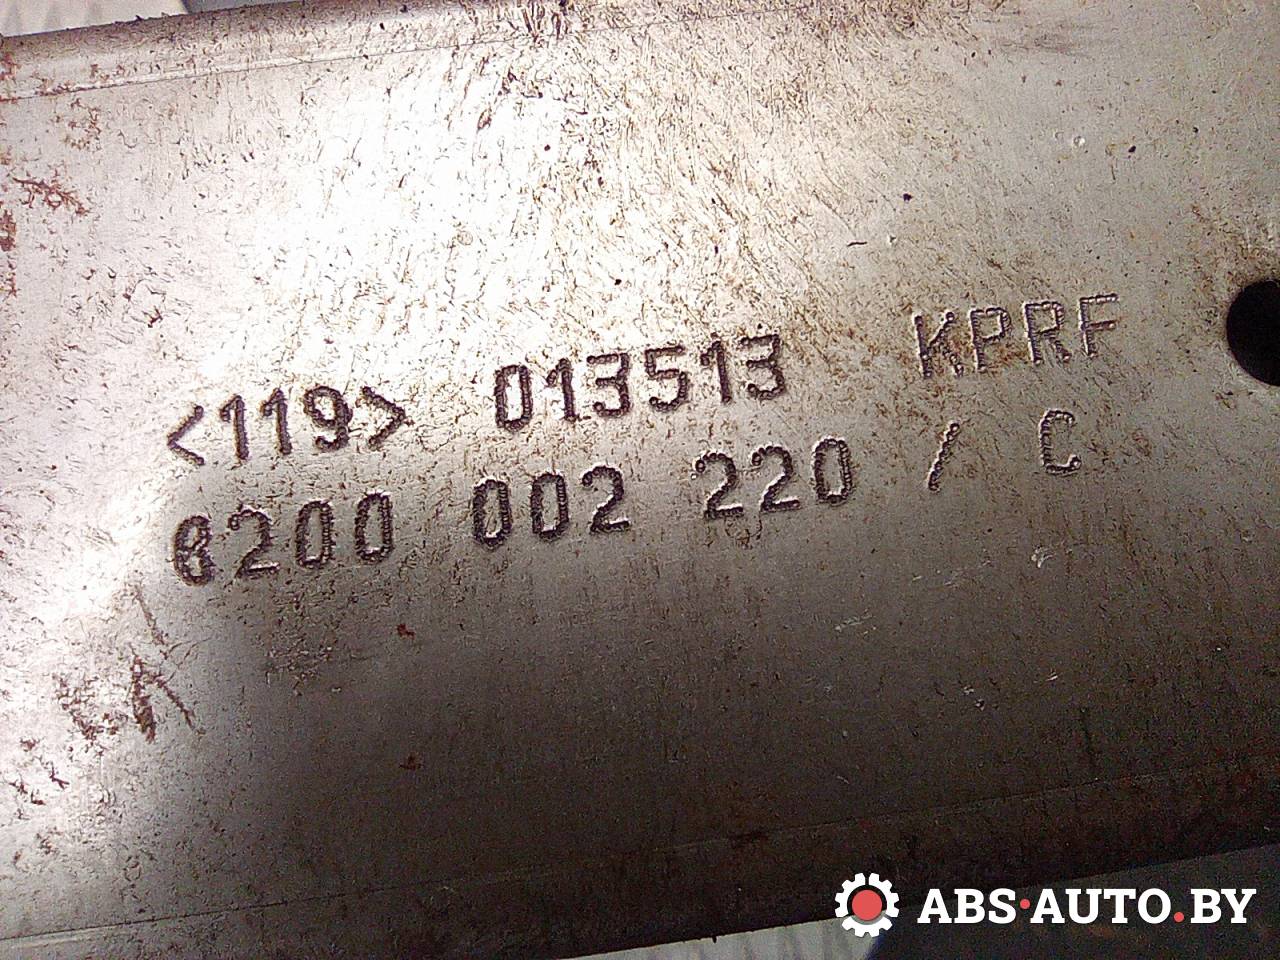 <119> 013513 KPRF
8200 002 220 / C
ABS·AUTO.BY